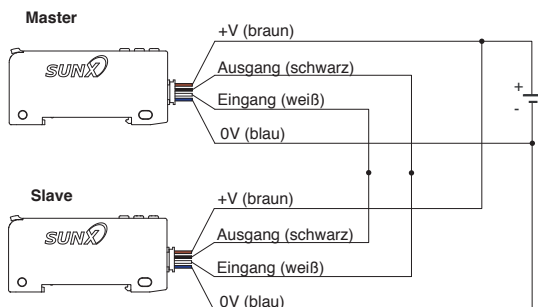 Master
+V (braun)
SUNX
Ausgang (schwarz)
Eingang (weiß)
0V (blau)
+
-
Slave
+V (braun)
SUNX
Ausgang (schwarz)
Eingang (weiß)
0V (blau)